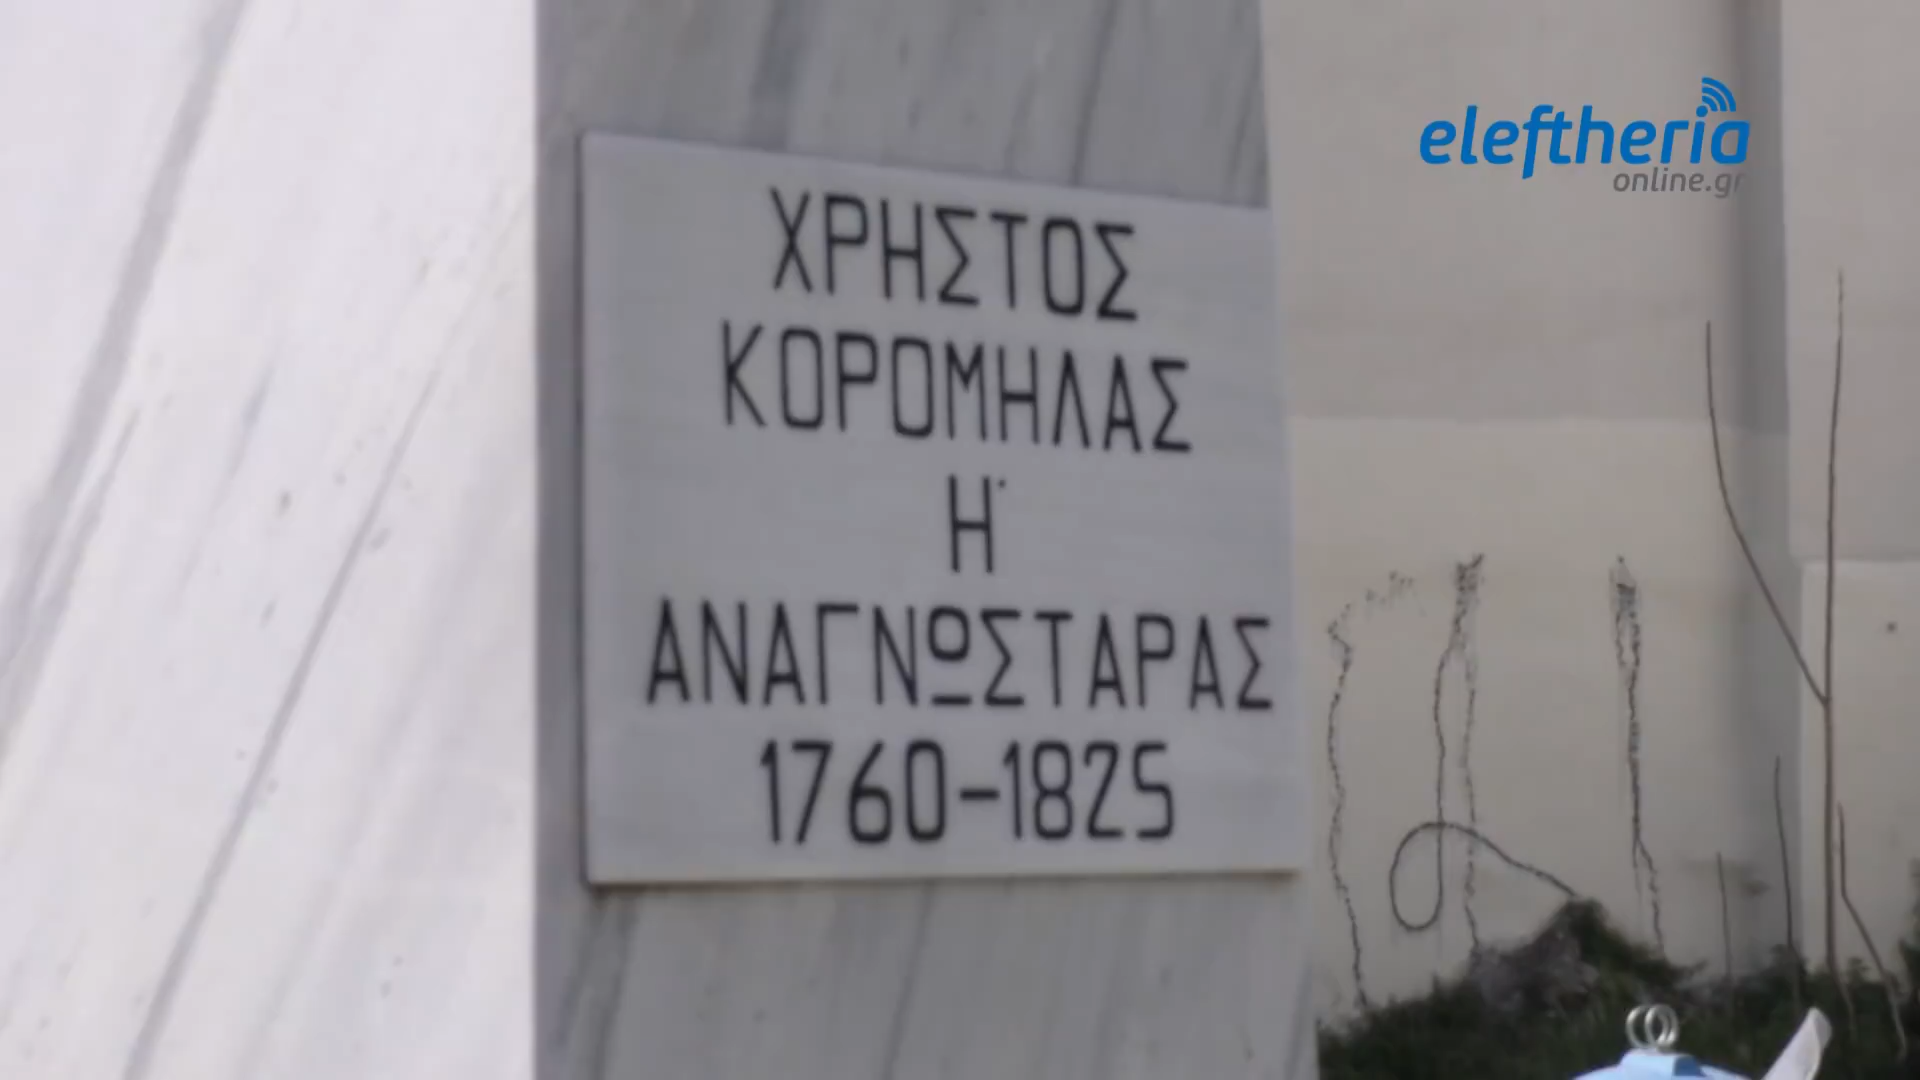 eleftheria
online.gr
ΧΡΗΣΤΟΣ
ΚΟΡΟΜΗΛΑΣ
Η
ΑΝΑΓΝΩΣΤΑΡΑΣ
1760-1825